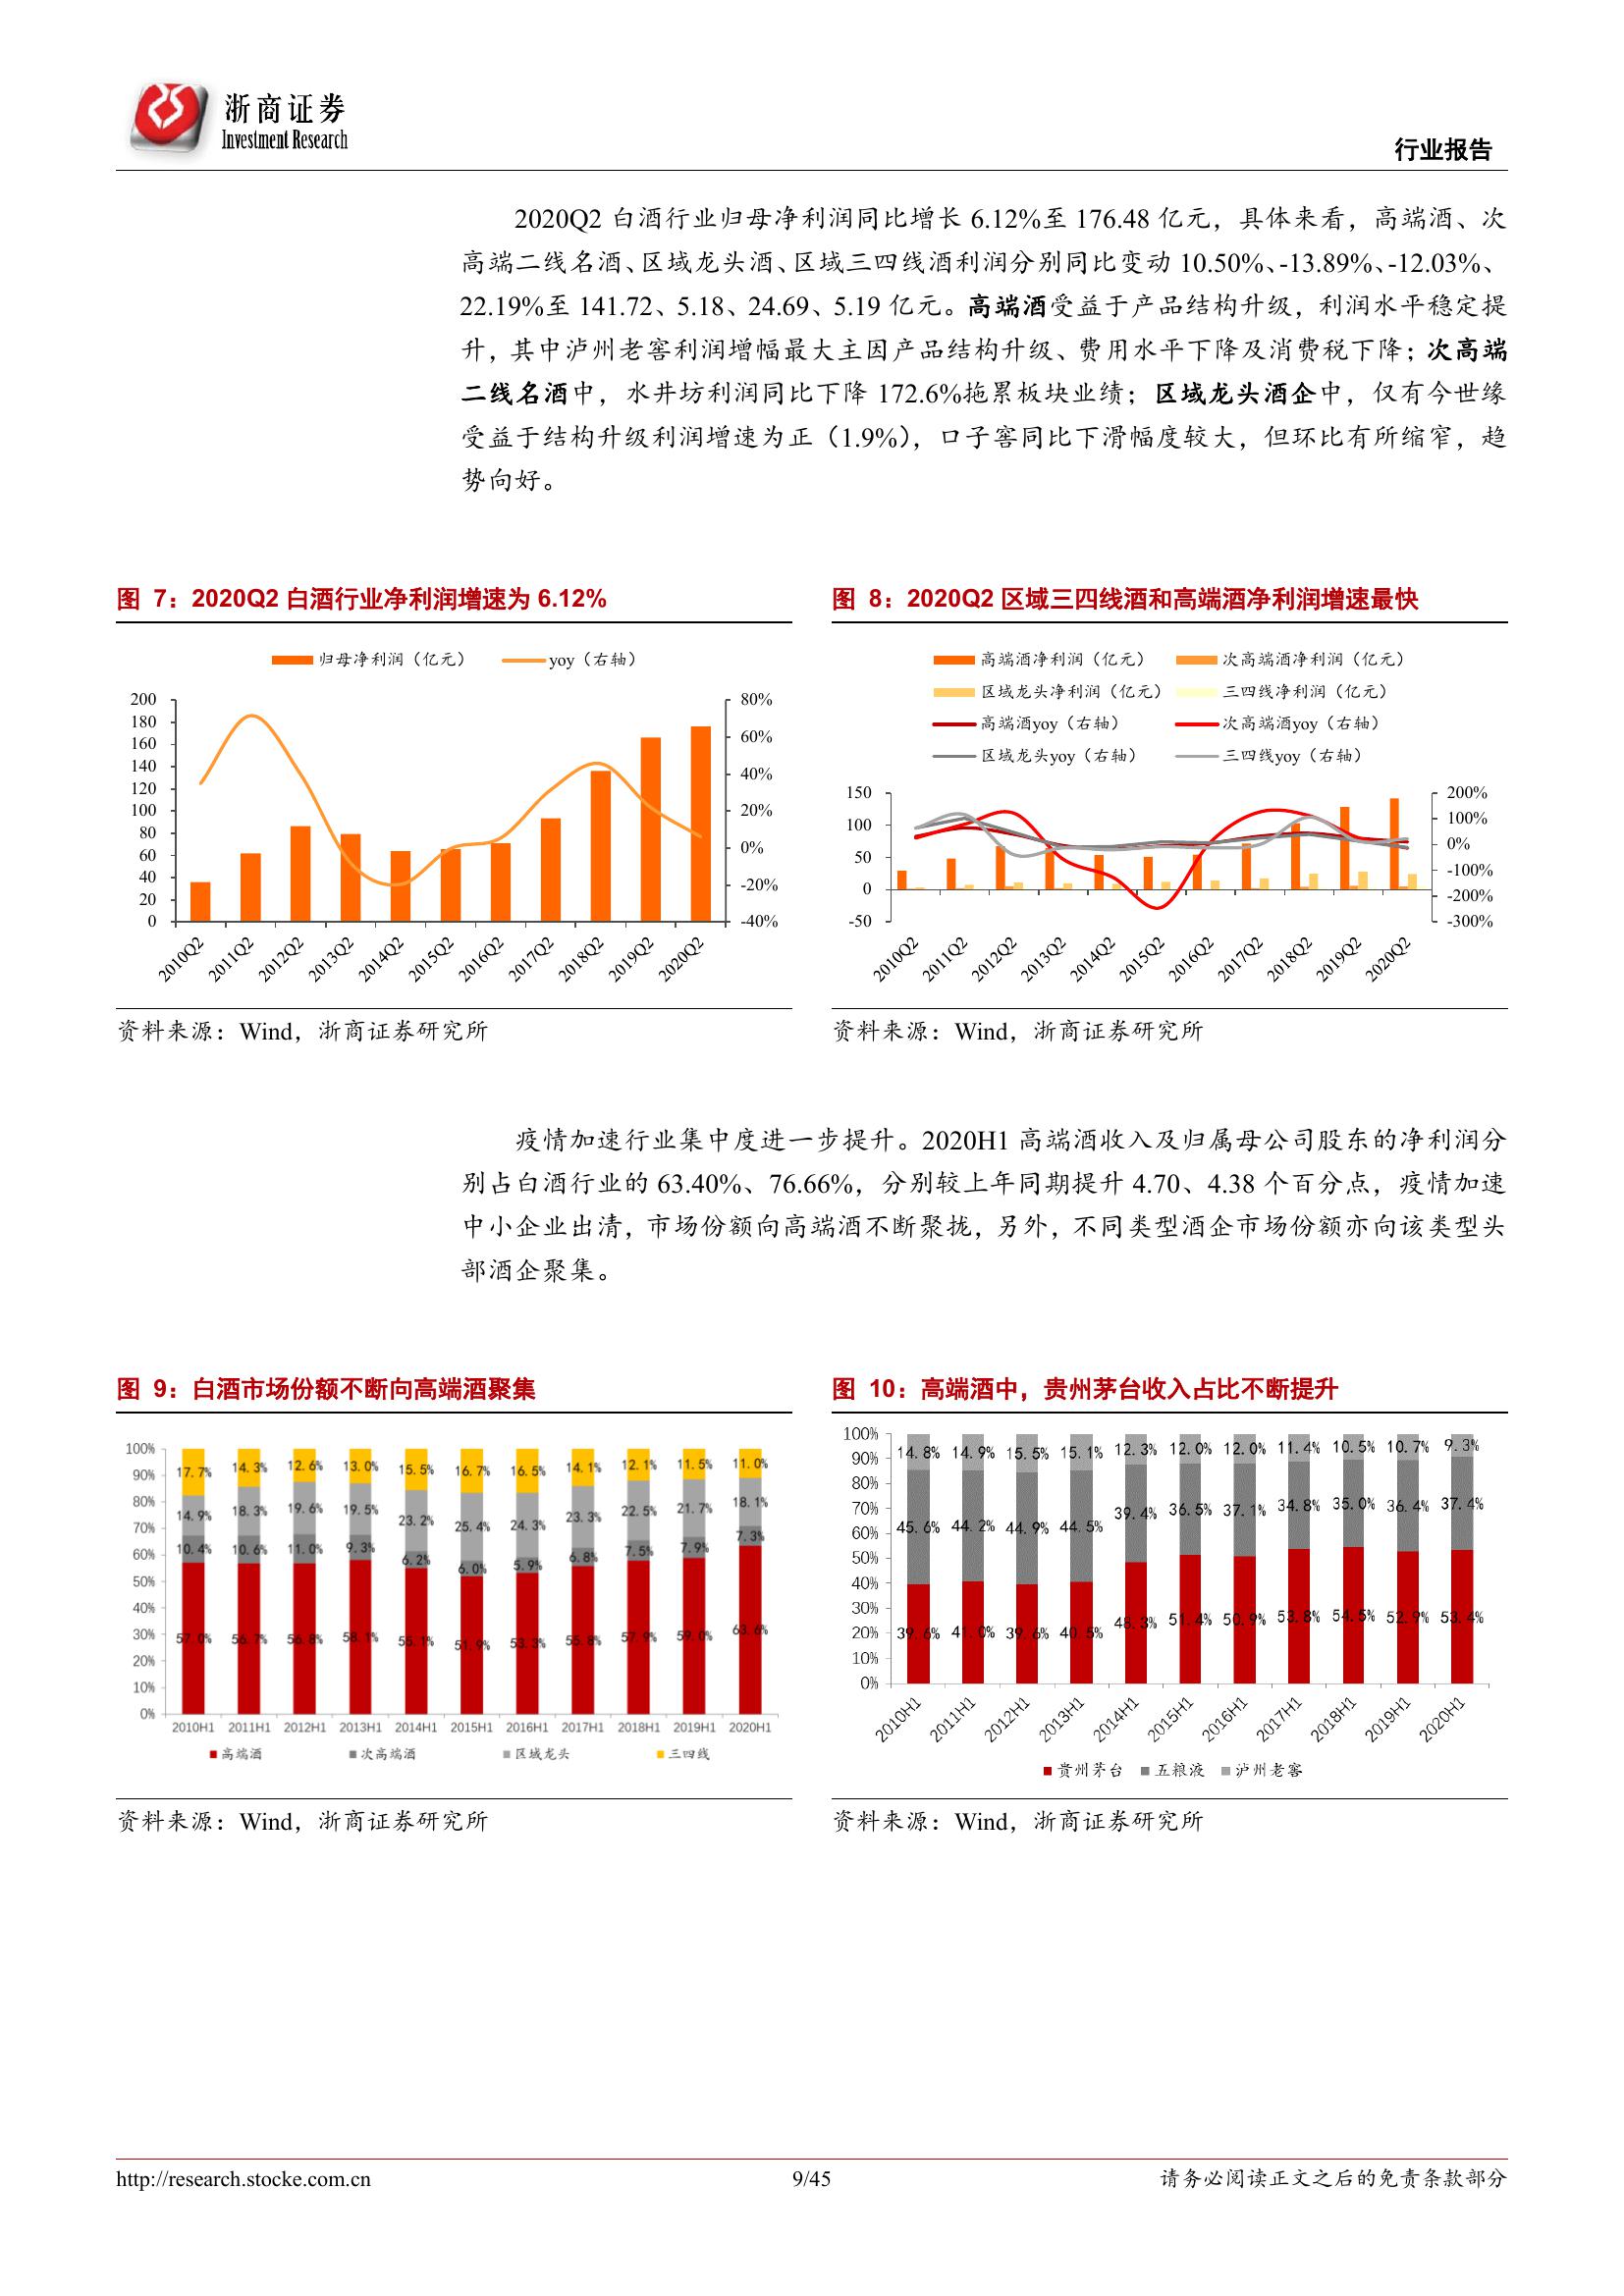 浙商证券
Investment Research
行业报告
2020Q2 白酒行业归母净利润同比增长 6.12%至 176.48 亿元，具体来看，高端酒、次
高端二线名酒、区域龙头酒、区域三四线酒利润分别同比变动 10.50%、-13.89%、-12.03%、
22.19%至 141.72、5.18、24.69、5.19 亿元。高端酒受益于产品结构升级，利润水平稳定提
升，其中泸州老窖利润增幅最大主因产品结构升级、费用水平下降及消费税下降；次高端
二线名酒中，水井坊利润同比下降 172.6%拖累板块业绩；区域龙头酒企中，仅有今世缘
受益于结构升级利润增速为正（1.9%），口子窖同比下滑幅度较大，但环比有所缩窄，趋
势向好。
图 7：2020Q2 白酒行业净利润增速为 6.12%
归母净利润（亿元） yoy（右轴）
200 80%
180
160 60%
140
120 40%
100 20%
80
60 0%
40 -20%
20
0 -40%
2010Q2 2011Q2 2012Q2 2013Q2 2014Q2 2015Q2 2016Q2 2017Q2 2018Q2 2019Q2 2020Q2
资料来源：Wind，浙商证券研究所
图 8：2020Q2 区域三四线酒和高端酒净利润增速最快
高端酒净利润（亿元） 次高端酒净利润（亿元）
区域龙头净利润（亿元） 三四线净利润（亿元）
高端酒yoy（右轴） 次高端酒yoy（右轴）
区域龙头yoy（右轴） 三四线yoy（右轴）
150 200%
100 100%
0%
50 -100%
0 -200%
-50 -300%
2010Q2 2011Q2 2012Q2 2013Q2 2014Q2 2015Q2 2016Q2 2017Q2 2018Q2 2019Q2 2020Q2
资料来源：Wind，浙商证券研究所
疫情加速行业集中度进一步提升。2020H1 高端酒收入及归属母公司股东的净利润分
别占白酒行业的 63.40%、76.66%，分别较上年同期提升 4.70、4.38 个百分点，疫情加速
中小企业出清，市场份额向高端酒不断聚拢，另外，不同类型酒企市场份额亦向该类型头
部酒企聚集。
图 9：白酒市场份额不断向高端酒聚集
100%
90%
80%
70%
60%
50%
40%
30%
20%
10%
0%
17.7% 14.3% 12.6% 13.0% 15.5% 16.7% 16.5% 14.1% 12.1% 11.5% 11.0%
14.9% 18.3% 19.6% 19.5% 23.2% 25.4% 24.3% 23.3% 22.5% 21.7% 18.1%
10.4% 10.6% 11.0% 9.3% 6.2% 6.0% 5.9% 6.8% 7.5% 7.9% 7.3%
57.0% 56.7% 56.8% 58.1% 55.1% 51.9% 53.3% 55.8% 57.9% 59.0% 63.6%
2010H1 2011H1 2012H1 2013H1 2014H1 2015H1 2016H1 2017H1 2018H1 2019H1 2020H1
高端酒 次高端酒 区域龙头 三四线
资料来源：Wind，浙商证券研究所
图 10：高端酒中，贵州茅台收入占比不断提升
100%
90%
80%
70%
60%
50%
40%
30%
20%
10%
0%
14.8% 14.9% 15.5% 15.1% 12.3% 12.0% 12.0% 11.4% 10.5% 10.7% 9.3%
45.6% 44.2% 44.9% 44.5% 39.4% 36.5% 37.1% 34.8% 35.0% 36.4% 37.4%
39.6% 41.0% 39.6% 40.5% 48.3% 51.4% 50.9% 53.8% 54.5% 52.9% 53.4%
2010H1 2011H1 2012H1 2013H1 2014H1 2015H1 2016H1 2017H1 2018H1 2019H1 2020H1
贵州茅台 五粮液 泸州老窖
资料来源：Wind，浙商证券研究所
http://research.stocke.com.cn
9/45
请务必阅读正文之后的免责条款部分